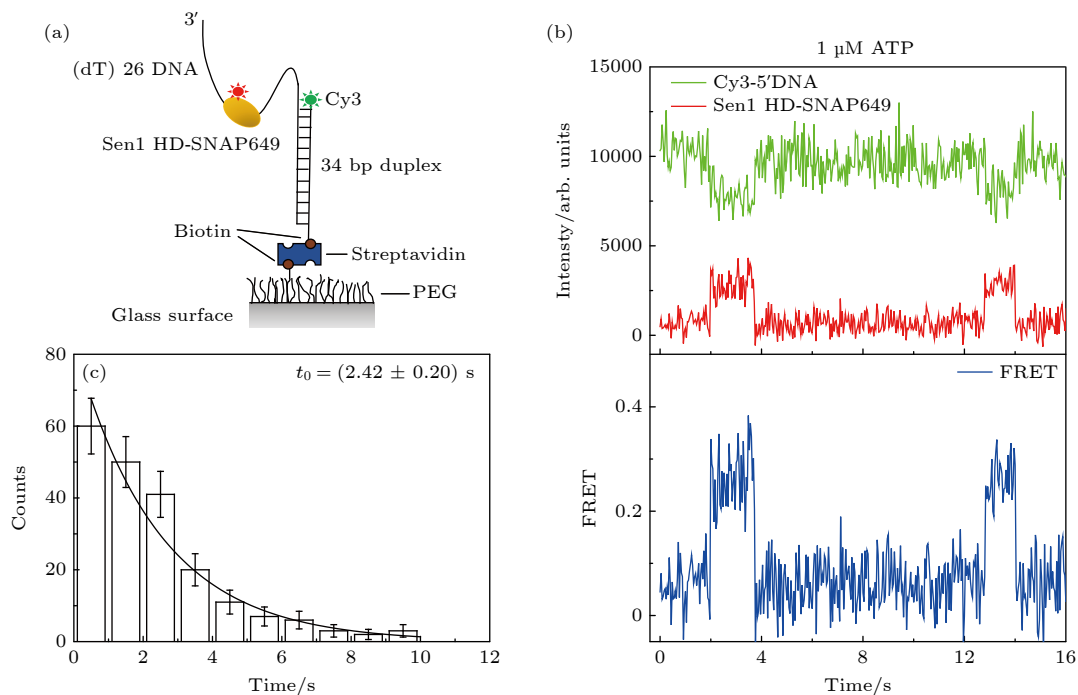 (a)
3′
(dT) 26 DNA
Cy3
Sen1 HD-SNAP649
34 bp duplex
Biotin
Streptavidin
PEG
Glass surface
(b)
1 µM ATP
15000
10000
5000
0
Intensty/arb. units
Cy3-5′DNA
Sen1 HD-SNAP649
FRET
0.4
0.2
0
FRET
0 4 8 12 16
Time/s
(c)
t₀ = (2.42 ± 0.20) s
80
60
40
20
0
Counts
0 2 4 6 8 10 12
Time/s